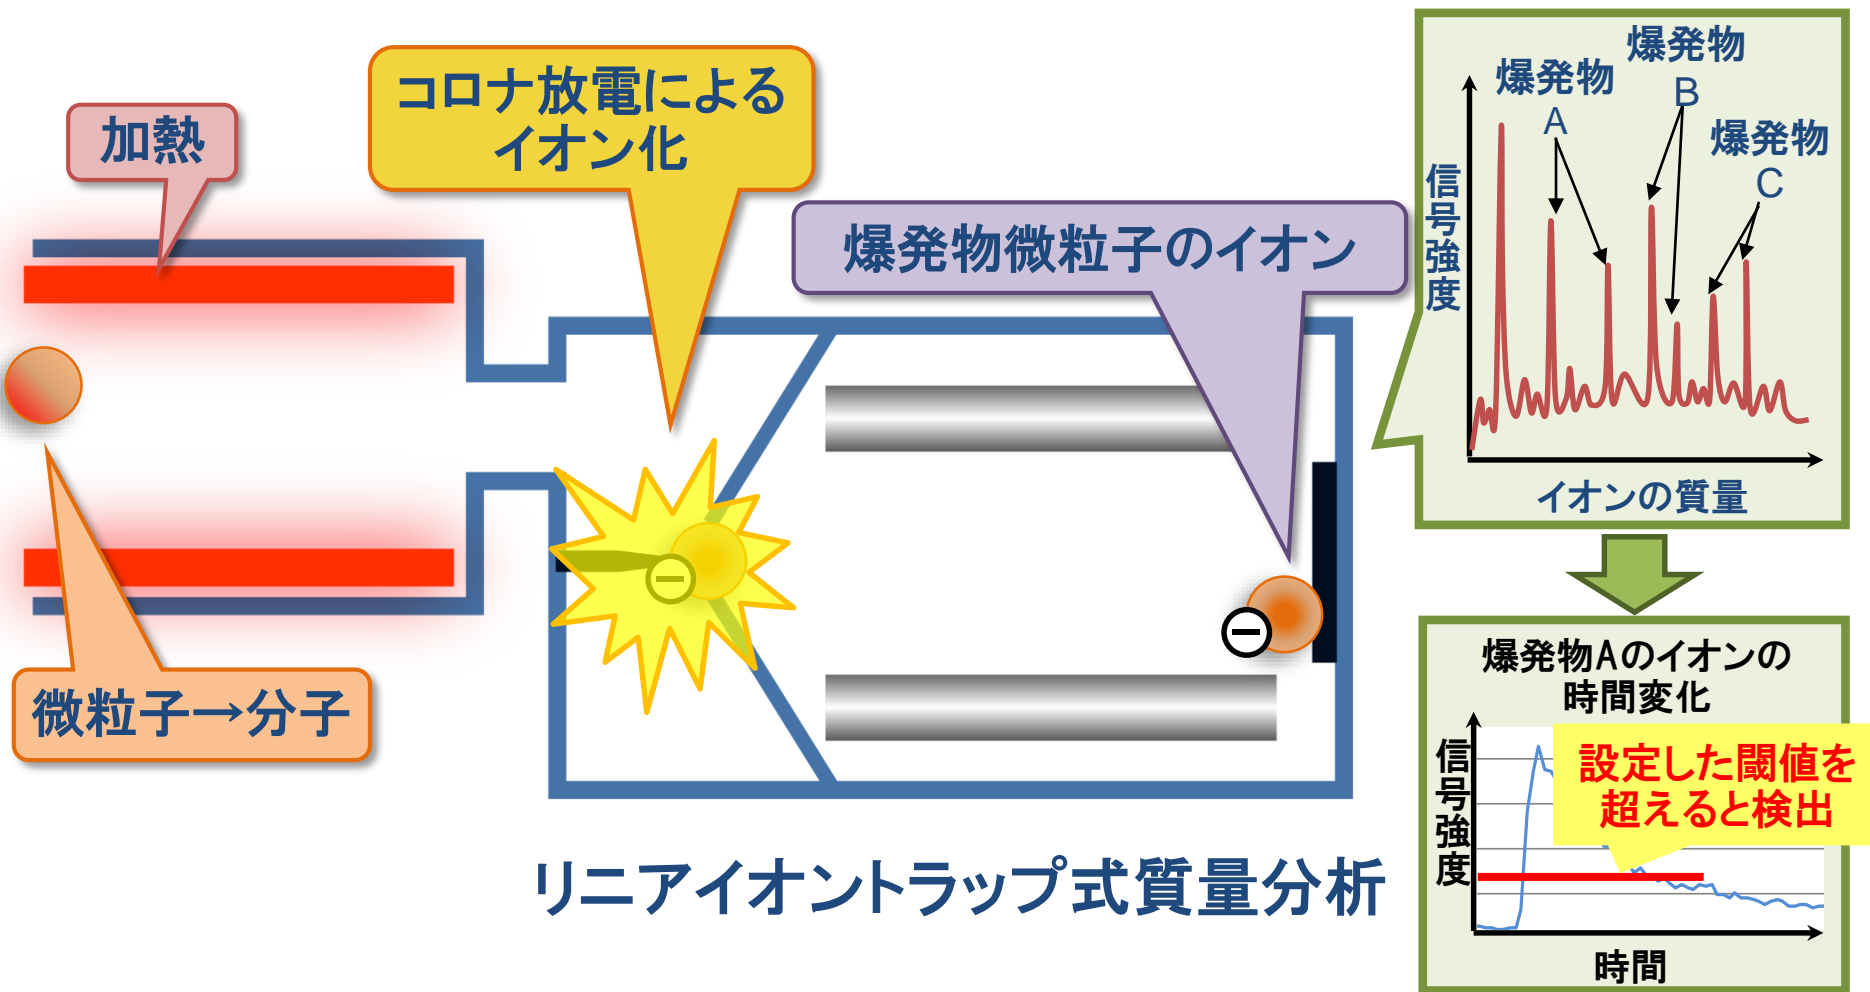 加熱
コロナ放電による
イオン化
爆発物微粒子のイオン
微粒子→分子
リニアイオントラップ式質量分析
爆発物
A
爆発物
B
爆発物
C
信号強度
イオンの質量
爆発物Aのイオンの
時間変化
設定した閾値を
超えると検出
信号強度
時間